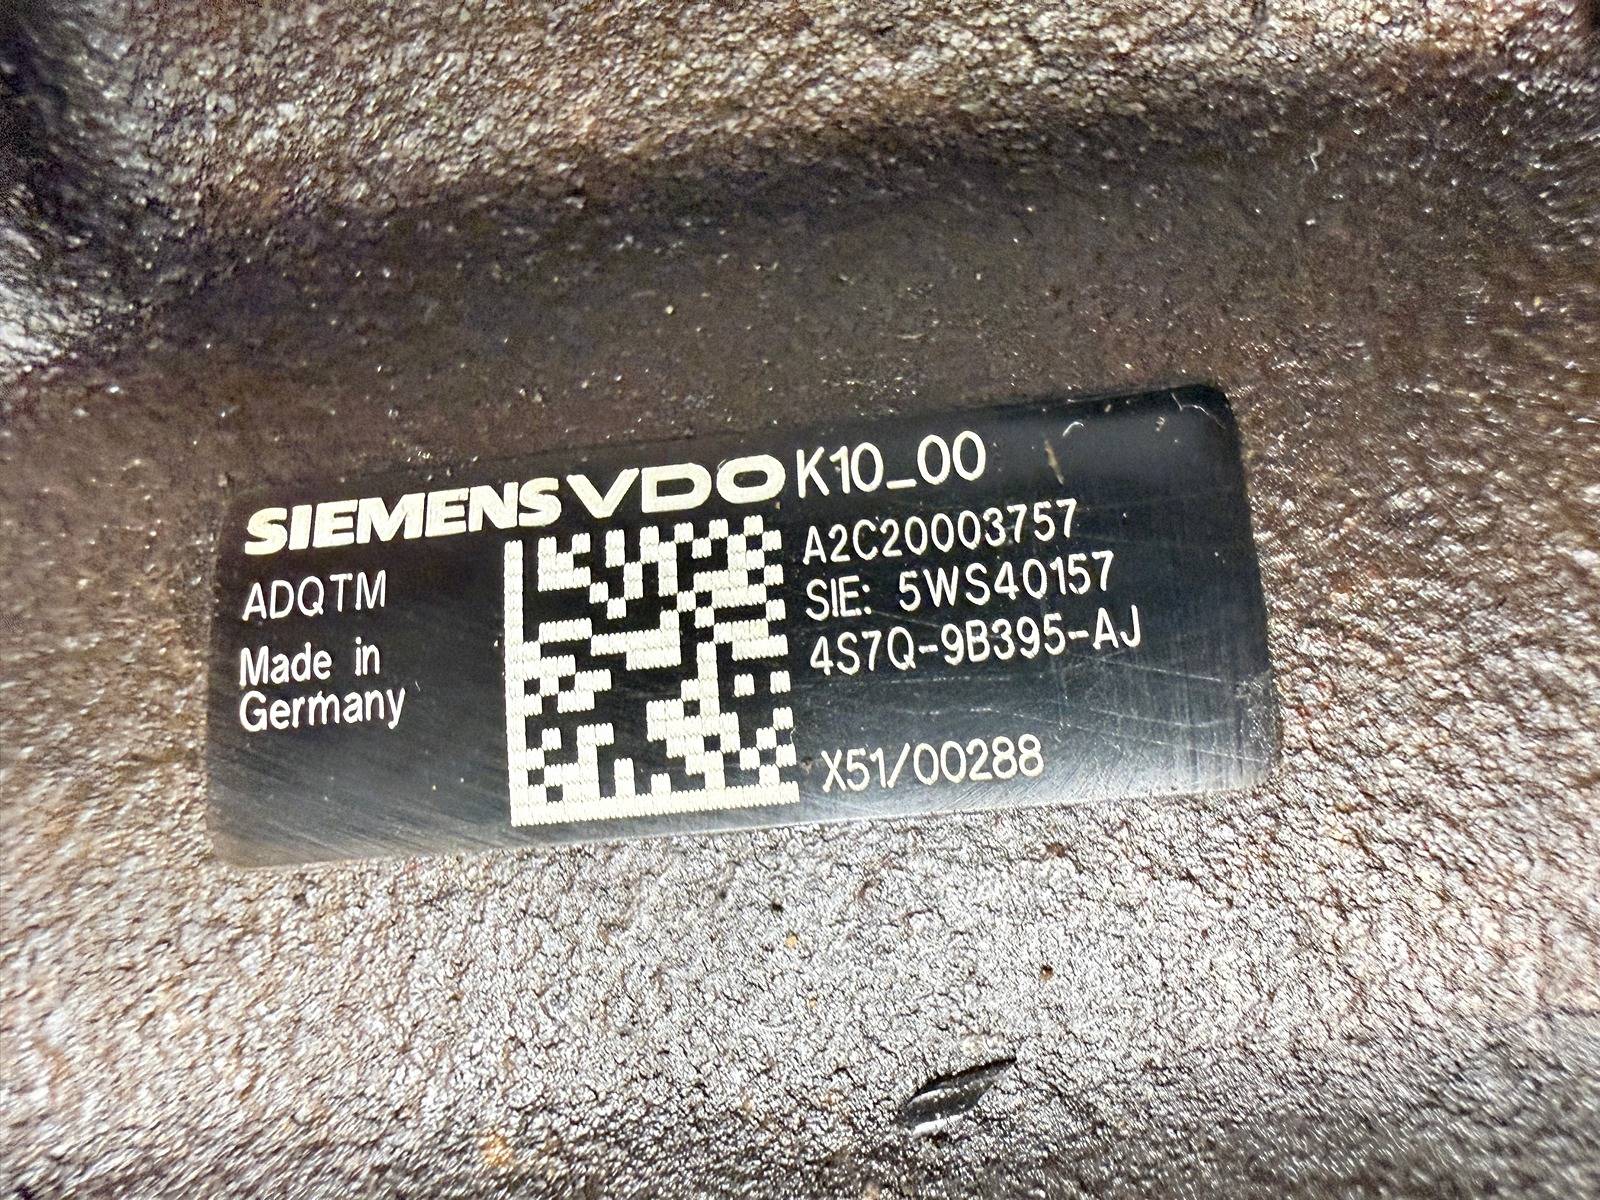 SIEMENS VDO K10_00
ADQTM
Made in
Germany
A2C20003757
SIE: 5WS40157
4S7Q-9B395-AJ
X51/00288